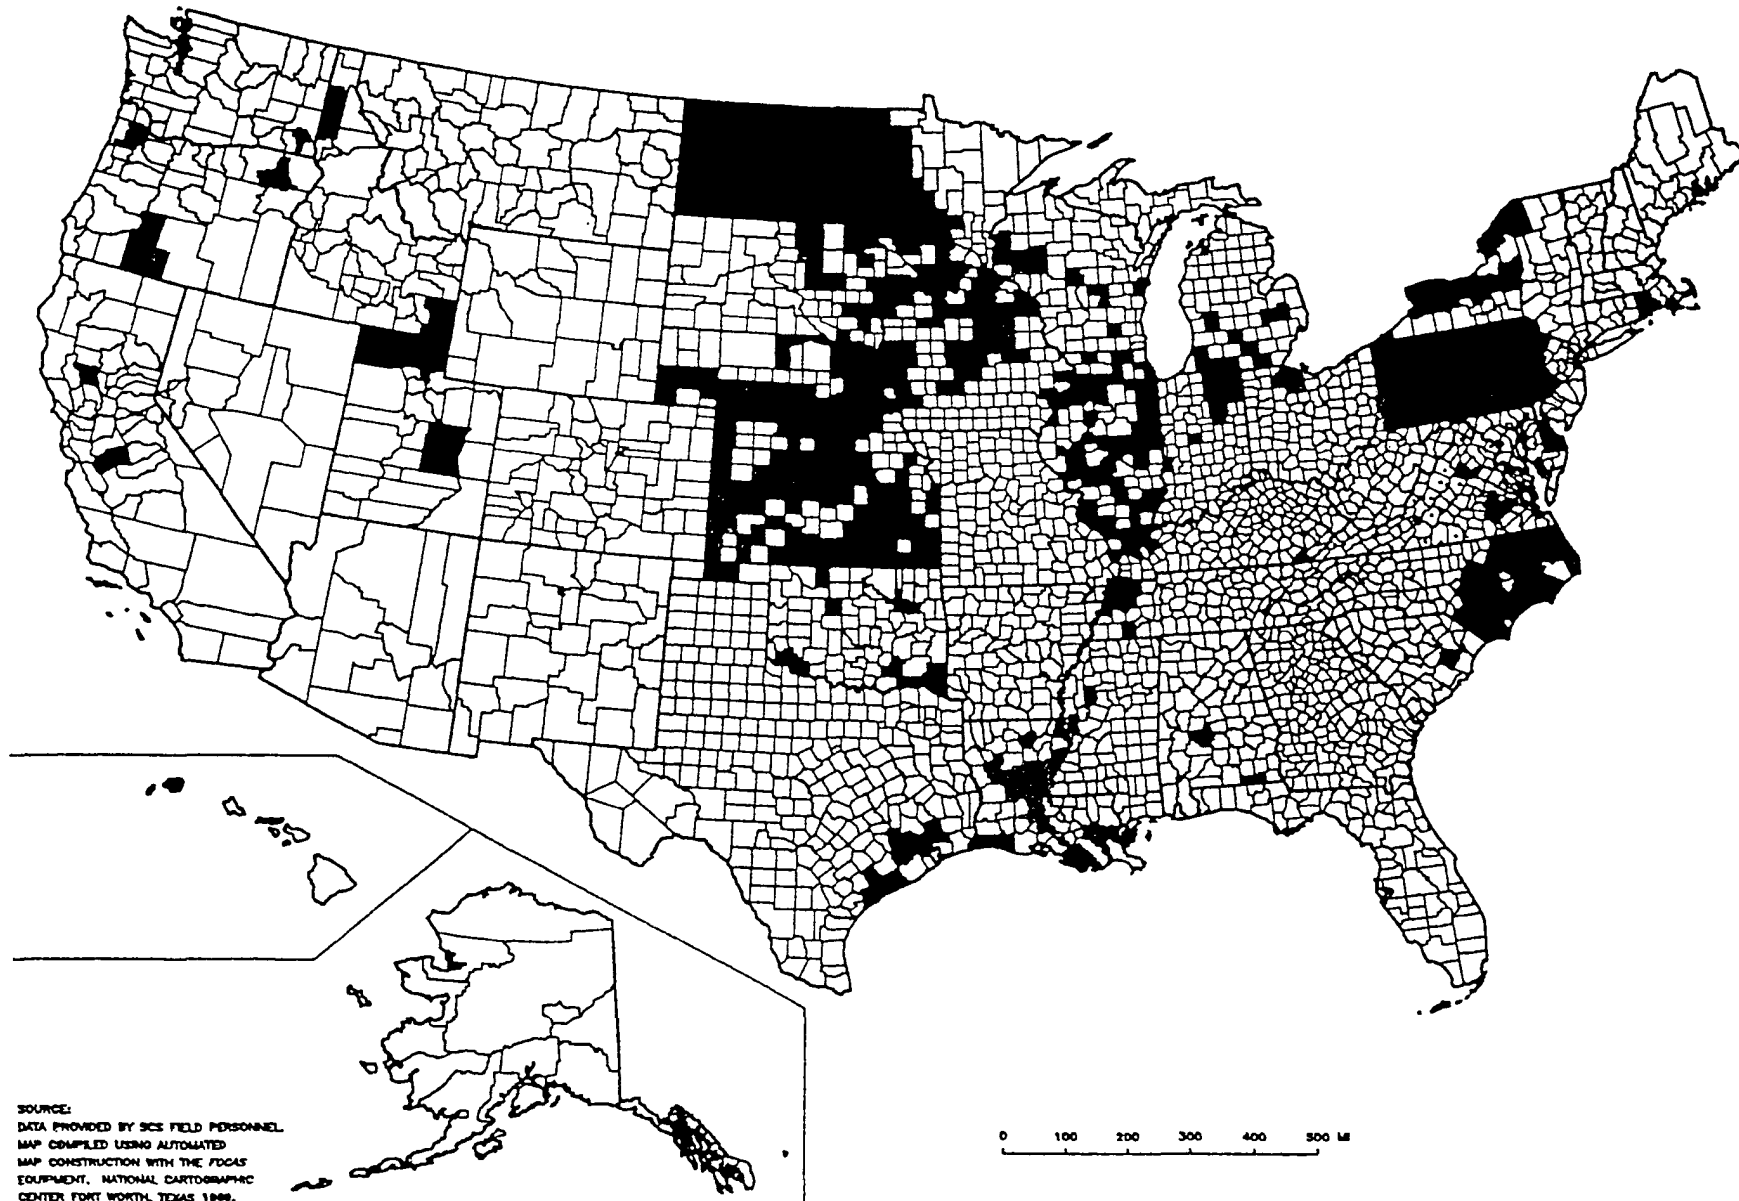 SOURCE:
DATA PROVIDED BY SCS FIELD PERSONNEL.
MAP COMPILED USING AUTOMATED
MAP CONSTRUCTION WITH THE FOCAS
EQUIPMENT. NATIONAL CARTOGRAPHIC
CENTER FORT WORTH, TEXAS
0 100 200 300 400 500 MI